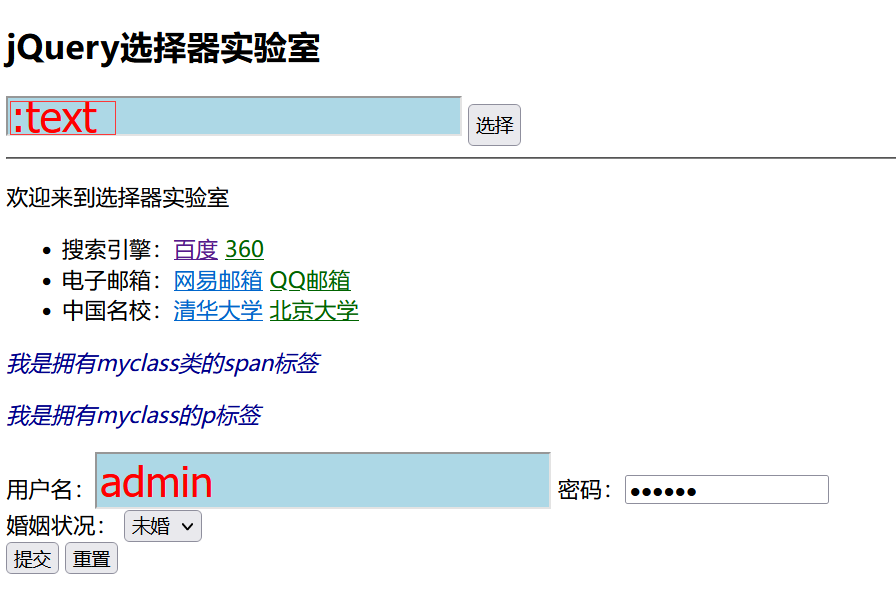 jQuery选择器实验室
:text 选择
欢迎来到选择器实验室
搜索引擎：百度 360
电子邮箱：网易邮箱 QQ邮箱
中国名校：清华大学 北京大学
我是拥有myclass类的span标签
我是拥有myclass的p标签
用户名：admin 密码：••••••
婚姻状况： 未婚
提交 重置